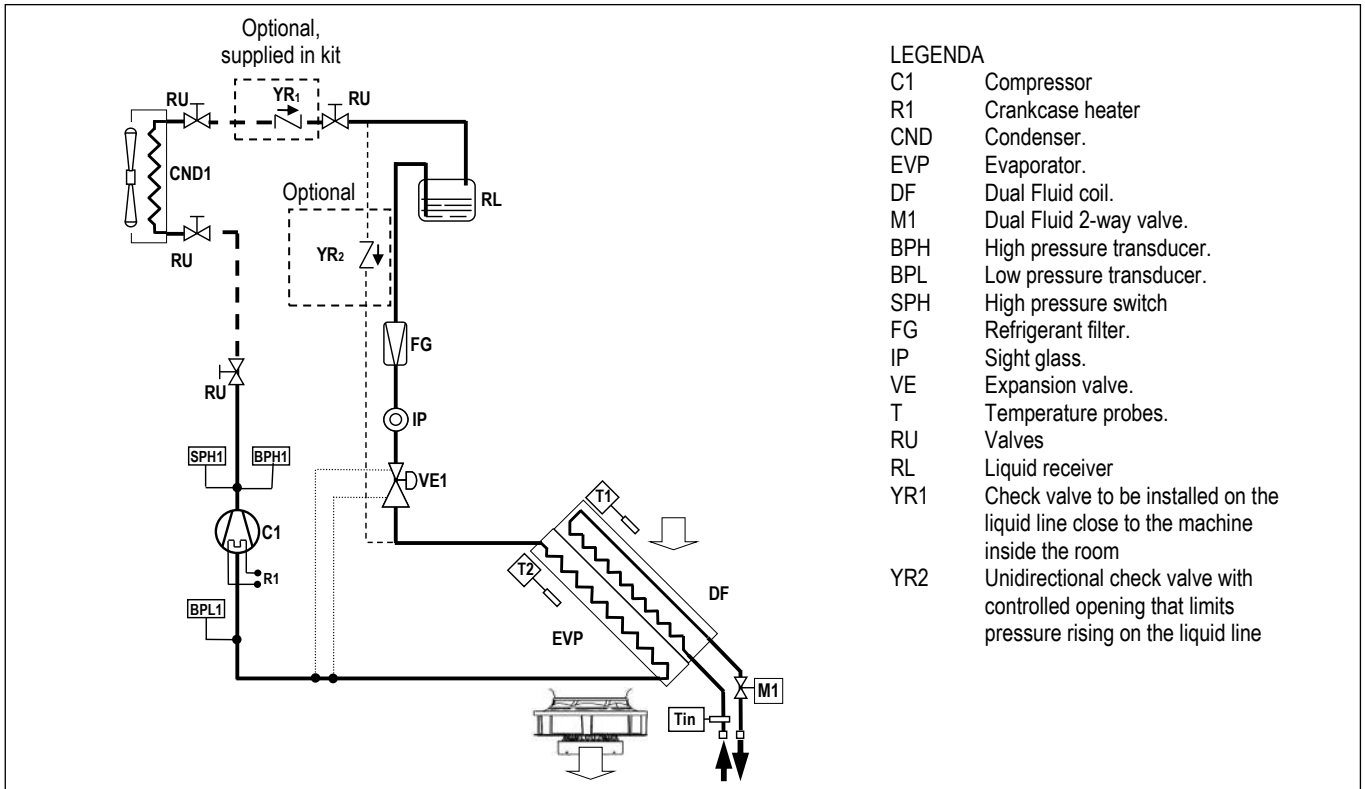 Optional,
supplied in kit
RU
YR1
RU
CND1
RU
Optional
YR2
RL
FG
IP
VE1
RU
SPH1
BPH1
C1
R1
BPL1
T1
T2
DF
EVP
M1
Tin
LEGENDA
C1 Compressor
R1 Crankcase heater
CND Condenser.
EVP Evaporator.
DF Dual Fluid coil.
M1 Dual Fluid 2-way valve.
BPH High pressure transducer.
BPL Low pressure transducer.
SPH High pressure switch
FG Refrigerant filter.
IP Sight glass.
VE Expansion valve.
T Temperature probes.
RU Valves
RL Liquid receiver
YR1 Check valve to be installed on the
liquid line close to the machine
inside the room
YR2 Unidirectional check valve with
controlled opening that limits
pressure rising on the liquid line